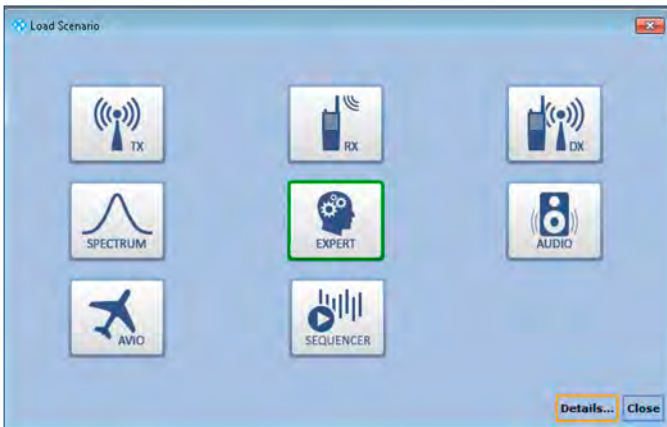 Load Scenario
TX
RX
DX
SPECTRUM
EXPERT
AUDIO
AVIO
SEQUENCER
Details...
Close